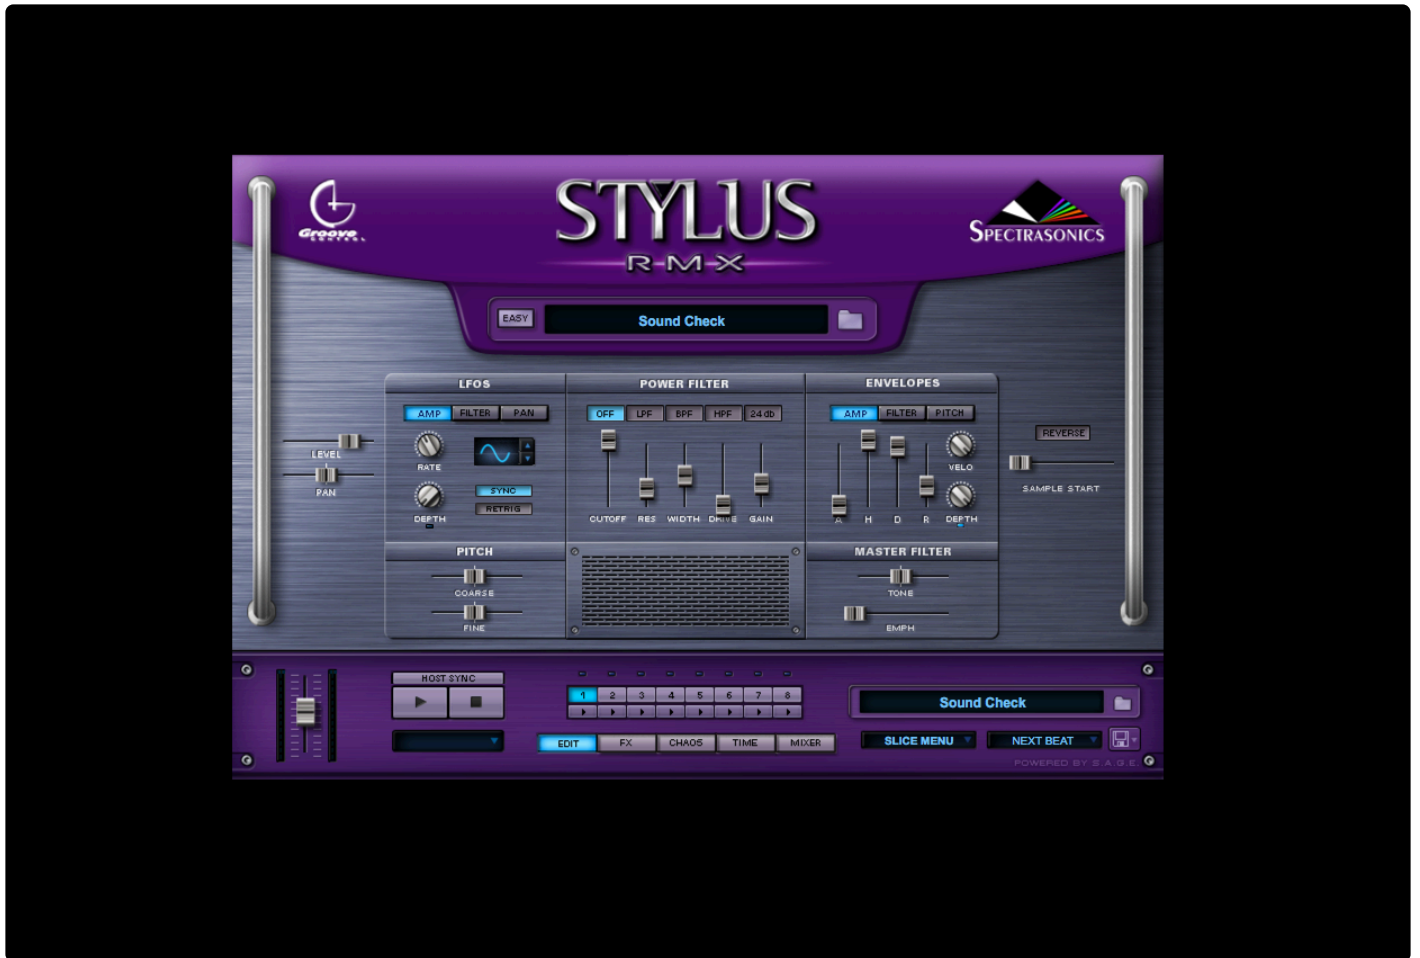 Groove
CONTROL
STYLUS
RMX
SPECTRASONICS
EASY
Sound Check
LFOS
POWER FILTER
ENVELOPES
AMP FILTER PAN
OFF LPF BPF HPF 24 db
AMP FILTER PITCH
LEVEL
PAN
RATE
SYNC
RETRIG
DEPTH
CUTOFF RES WIDTH DRIVE GAIN
VELO
A H D R DEPTH
REVERSE
SAMPLE START
PITCH
COARSE
FINE
MASTER FILTER
TONE
EMPH
HOST SYNC
1 2 3 4 5 6 7 8
EDIT FX CHAOS TIME MIXER
Sound Check
SLICE MENU
NEXT BEAT
POWERED BY S.A.G.E.